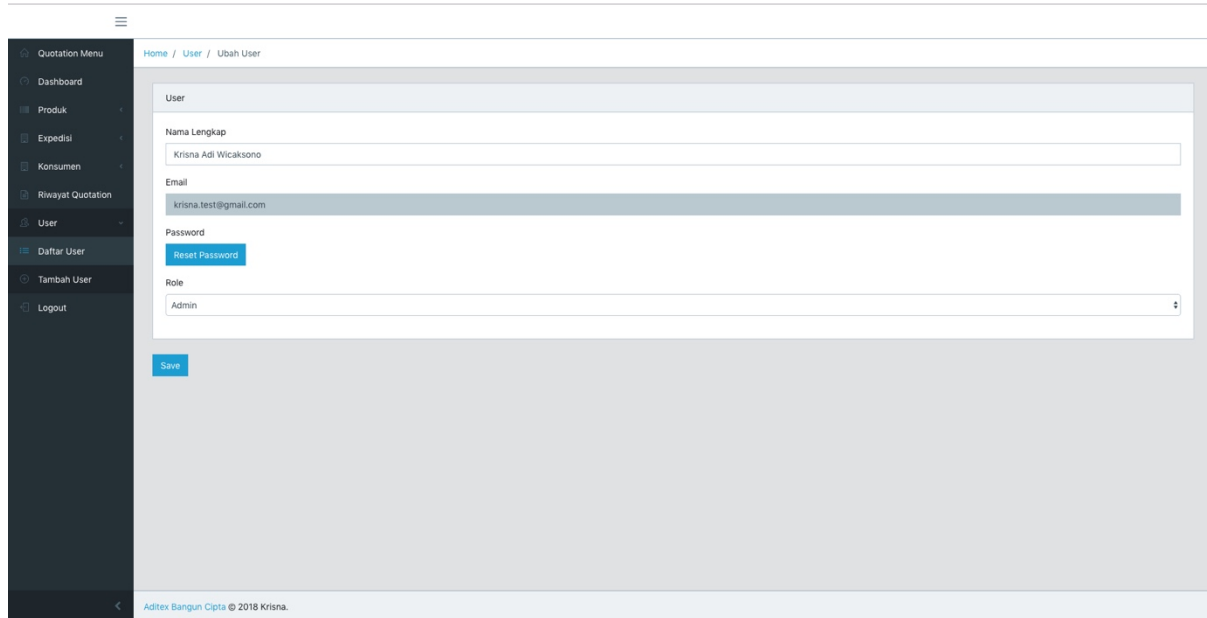 Quotation Menu
Dashboard
Produk
Expedisi
Konsumen
Riwayat Quotation
User
Daftar User
Tambah User
Logout
Home / User / Ubah User
User
Nama Lengkap
Krisna Adi Wicaksono
Email
krisna.test@gmail.com
Password
Reset Password
Role
Admin
Save
Aditex Bangun Cipta © 2018 Krisna.